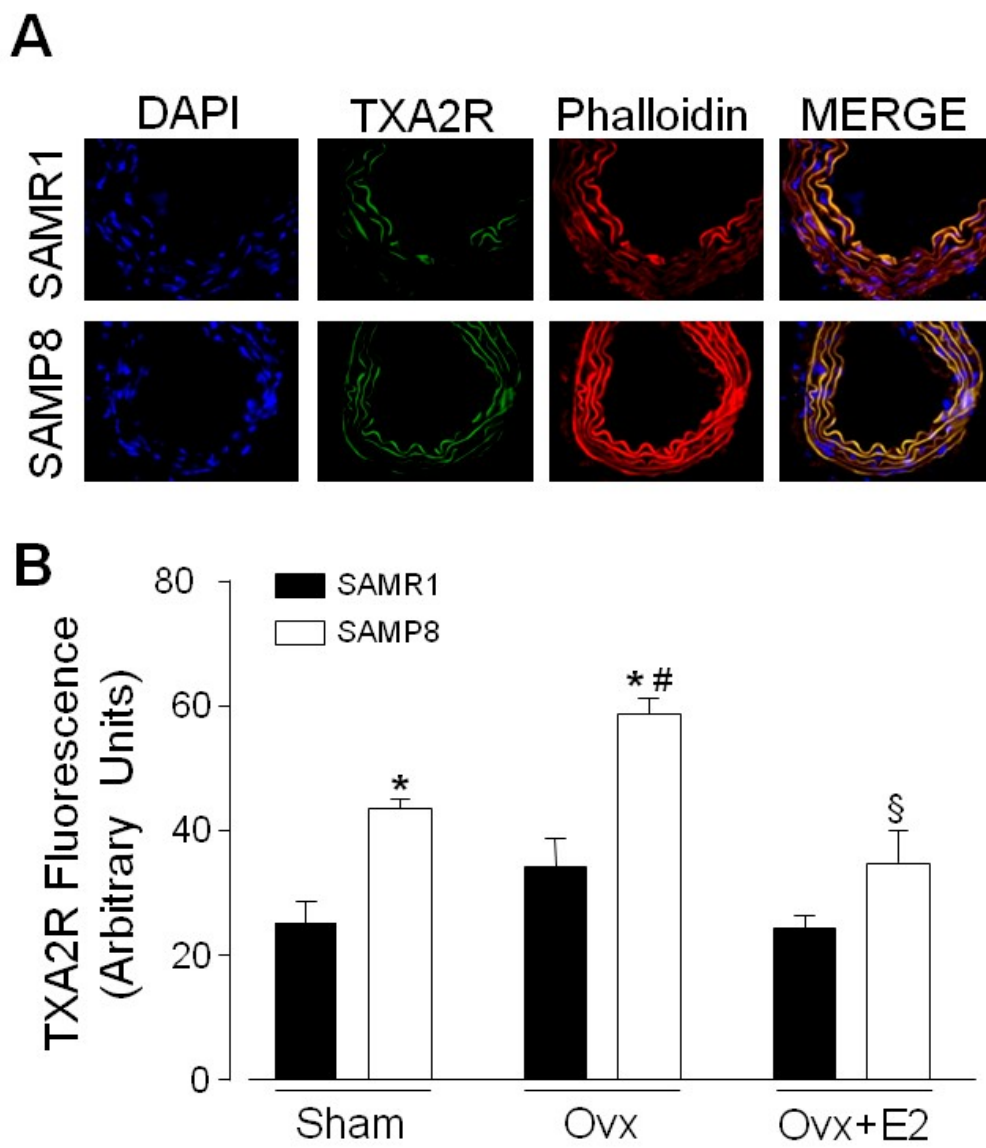 A
DAPI TXA2R Phalloidin MERGE
SAMR1
SAMP8
B
TXA2R Fluorescence
(Arbitrary Units)
80
60
40
20
0
SAMR1
SAMP8
*
* #
§
Sham Ovx Ovx+E2